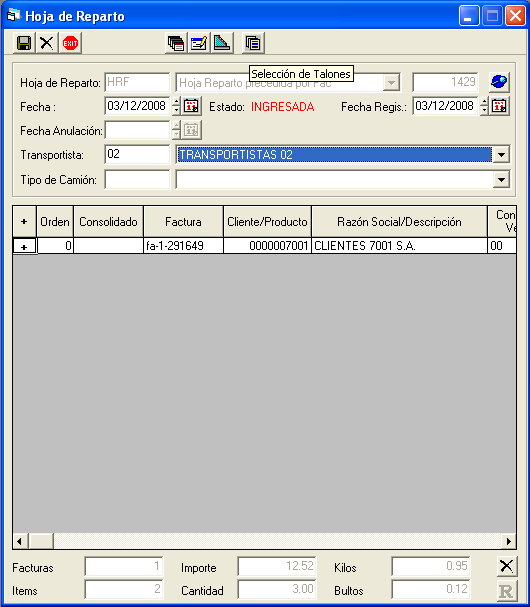 Hoja de Reparto
EXIT
Selección de Talones
Hoja de Reparto: HRF Hoja Reparto precedida por Fac 1429
Fecha : 03/12/2008 Estado: INGRESADA Fecha Regis.: 03/12/2008
Fecha Anulación:
Transportista: 02 TRANSPORTISTAS 02
Tipo de Camión:
+ Orden Consolidado Factura Cliente/Producto Razón Social/Descripción Con
Ve
+ 0 fa-1-291649 0000007001 CLIENTES 7001 S.A. 00
Facturas 1 Importe 12.52 Kilos 0.95
Items 2 Cantidad 3.00 Bultos 0.12 R